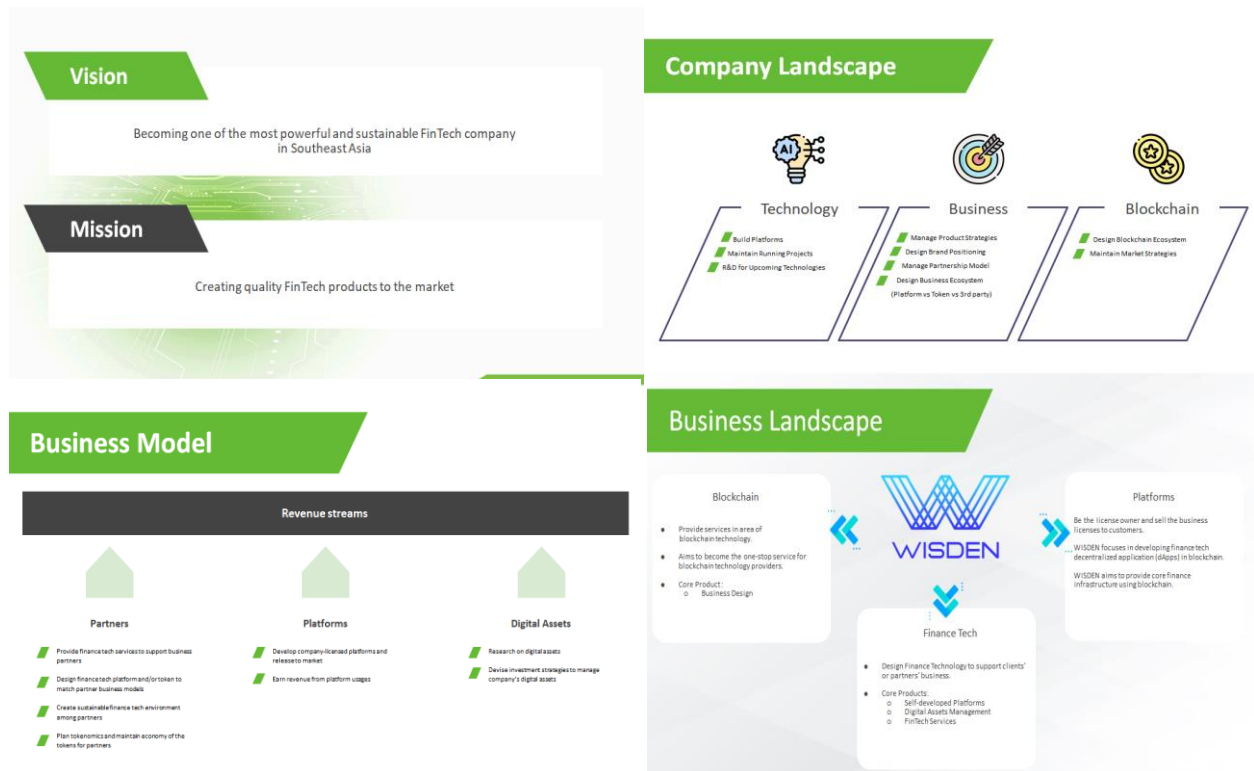 Vision
Becoming one of the most powerful and sustainable FinTech company
in Southeast Asia
Mission
Creating quality FinTech products to the market
Company Landscape
AI
Technology
Build Platforms
Maintain Running Projects
R&D for Upcoming Technologies
Business
Manage Product Strategies
Design Brand Positioning
Manage Partnership Model
Design Business Ecosystem
(Platform vs Token vs 3rd party)
Blockchain
Design Blockchain Ecosystem
Maintain Market Strategies
Business Model
Revenue streams
Partners
Provide finance tech services to support business
partners
Design finance tech platform and/or token to
match partner business models
Create sustainable finance tech environment
among partners
Plan tokenomics and maintain economy of the
tokens for partners
Platforms
Develop company-licensed platforms and
release to market
Earn revenue from platform usages
Digital Assets
Research on digital assets
Devise investment strategies to manage
company's digital assets
Business Landscape
Blockchain
Provide services in area of
blockchain technology.
Aims to become the one-stop service for
blockchain technology providers.
Core Product:
Business Design
WISDEN
Finance Tech
Design Finance Technology to support clients'
or partners' business.
Core Products:
Self-developed Platforms
Digital Assets Management
FinTech Services
Platforms
Be the license owner and sell the business
licenses to customers.
WISDEN focuses in developing finance tech
decentralized application (dApps) in blockchain.
WISDEN aims to provide core finance
infrastructure using blockchain.